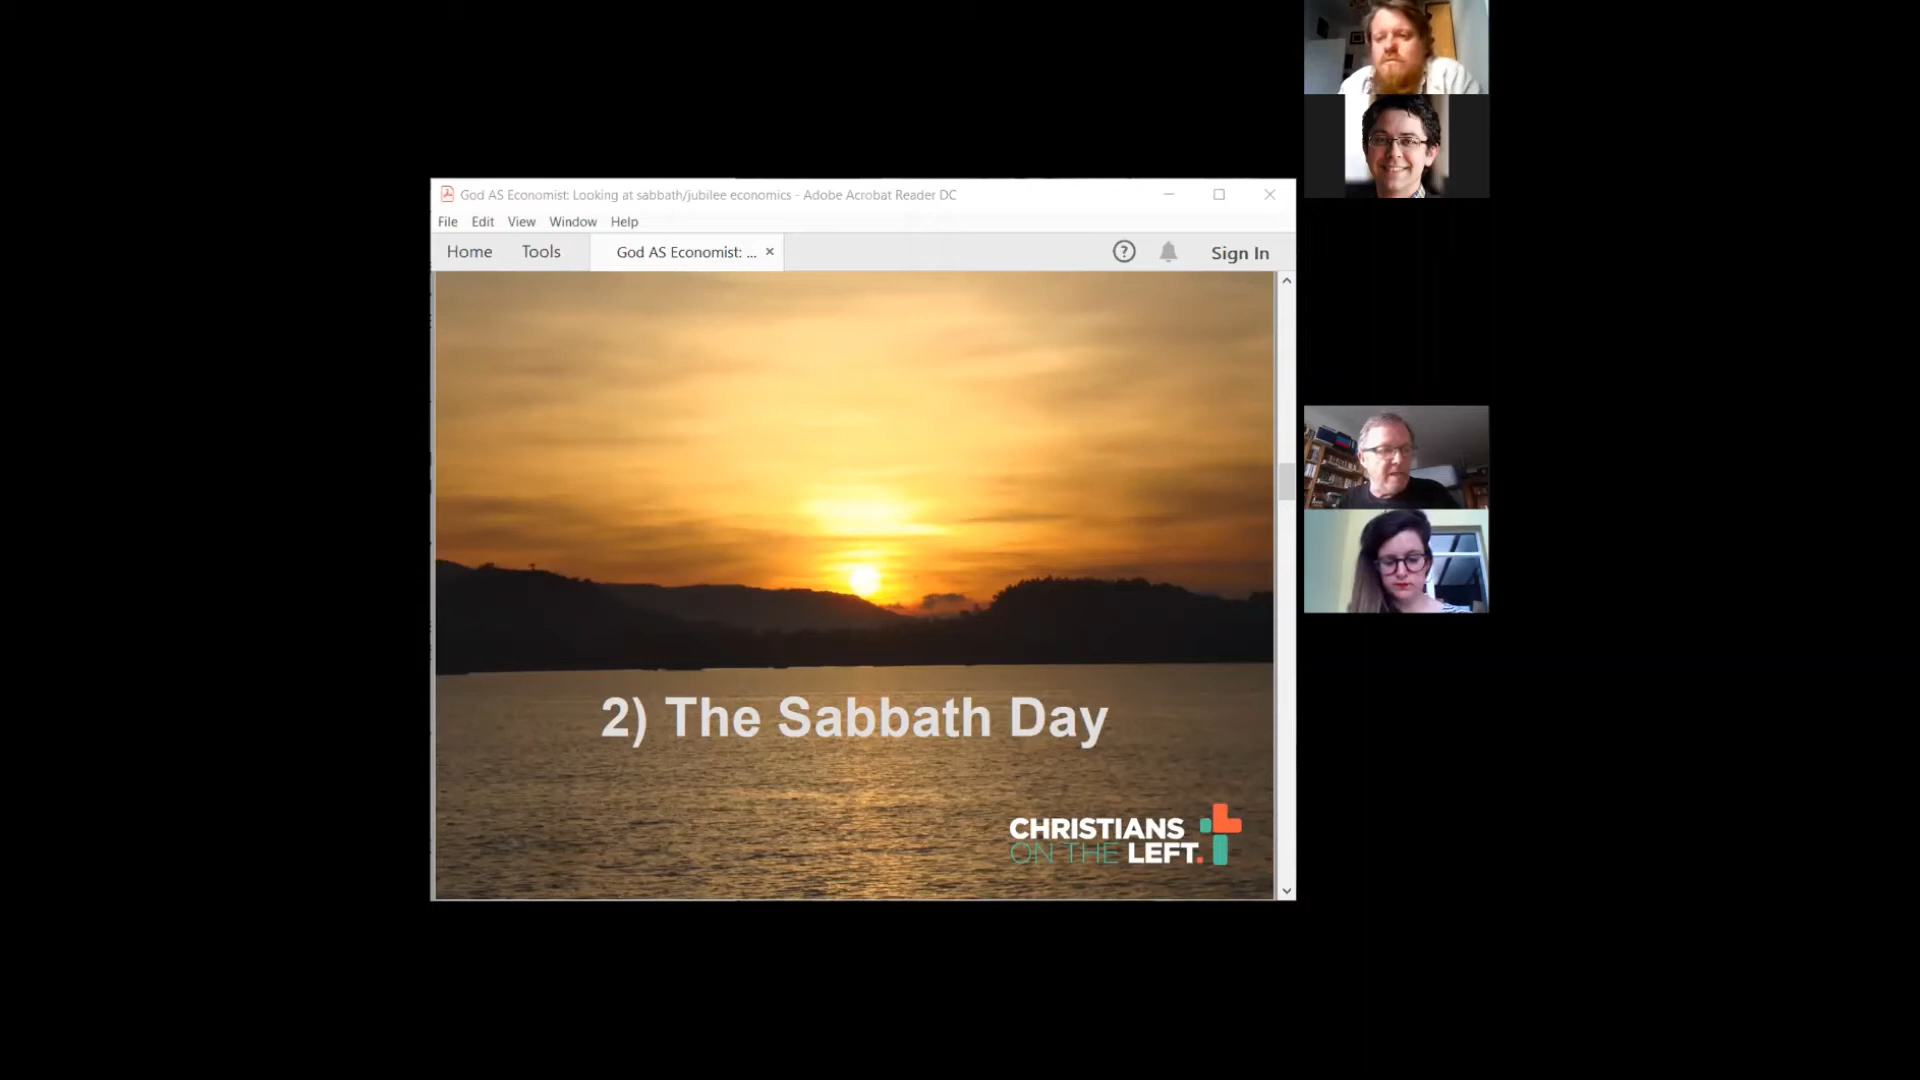 God AS Economist: Looking at sabbath/jubilee economics - Adobe Acrobat Reader DC
File Edit View Window Help
Home Tools God AS Economist: ... × ? Sign In
2) The Sabbath Day
CHRISTIANS
ON THE LEFT.